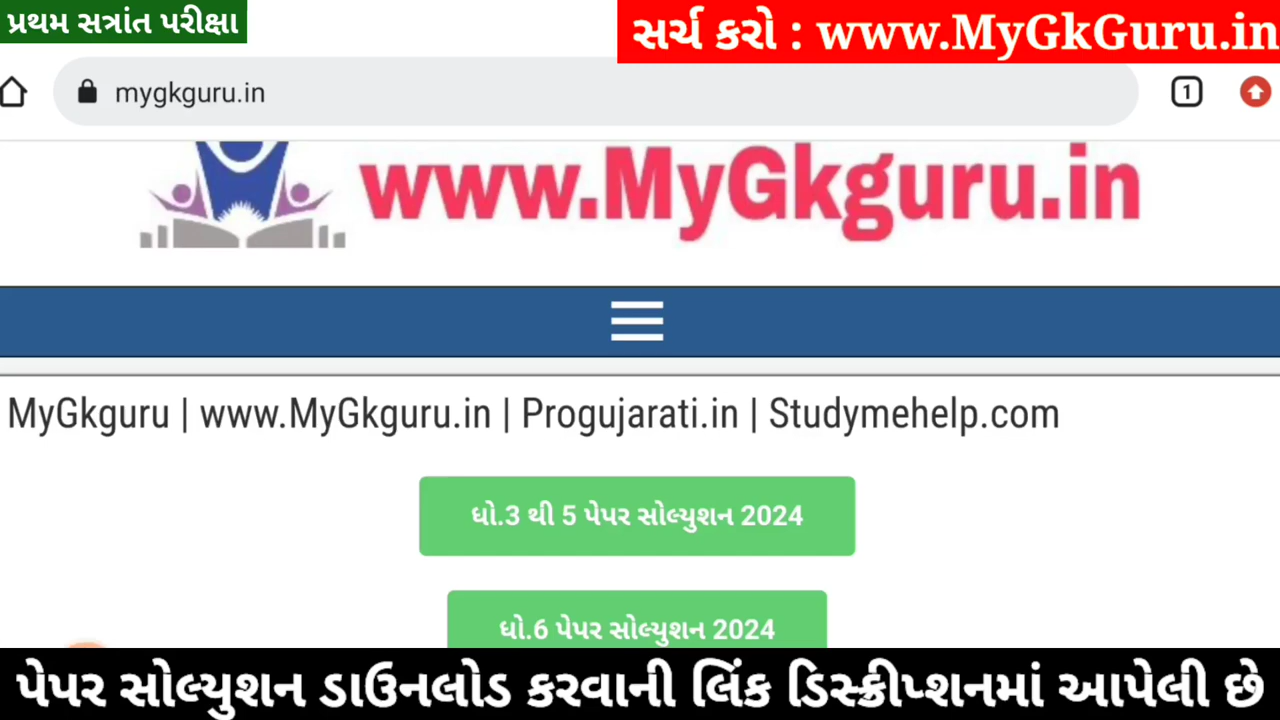 પ્રથમ સત્રાંત પરીક્ષા
સર્ચ કરો : www.MyGkGuru.in
mygkguru.in
1
www.MyGkguru.in
MyGkguru | www.MyGkguru.in | Progujarati.in | Studymehelp.com
ધો.3 થી 5 પેપર સોલ્યુશન 2024
ધો.6 પેપર સોલ્યુશન 2024
પેપર સોલ્યુશન ડાઉનલોડ કરવાની લિંક ડિસ્ક્રીપ્શનમાં આપેલી છે